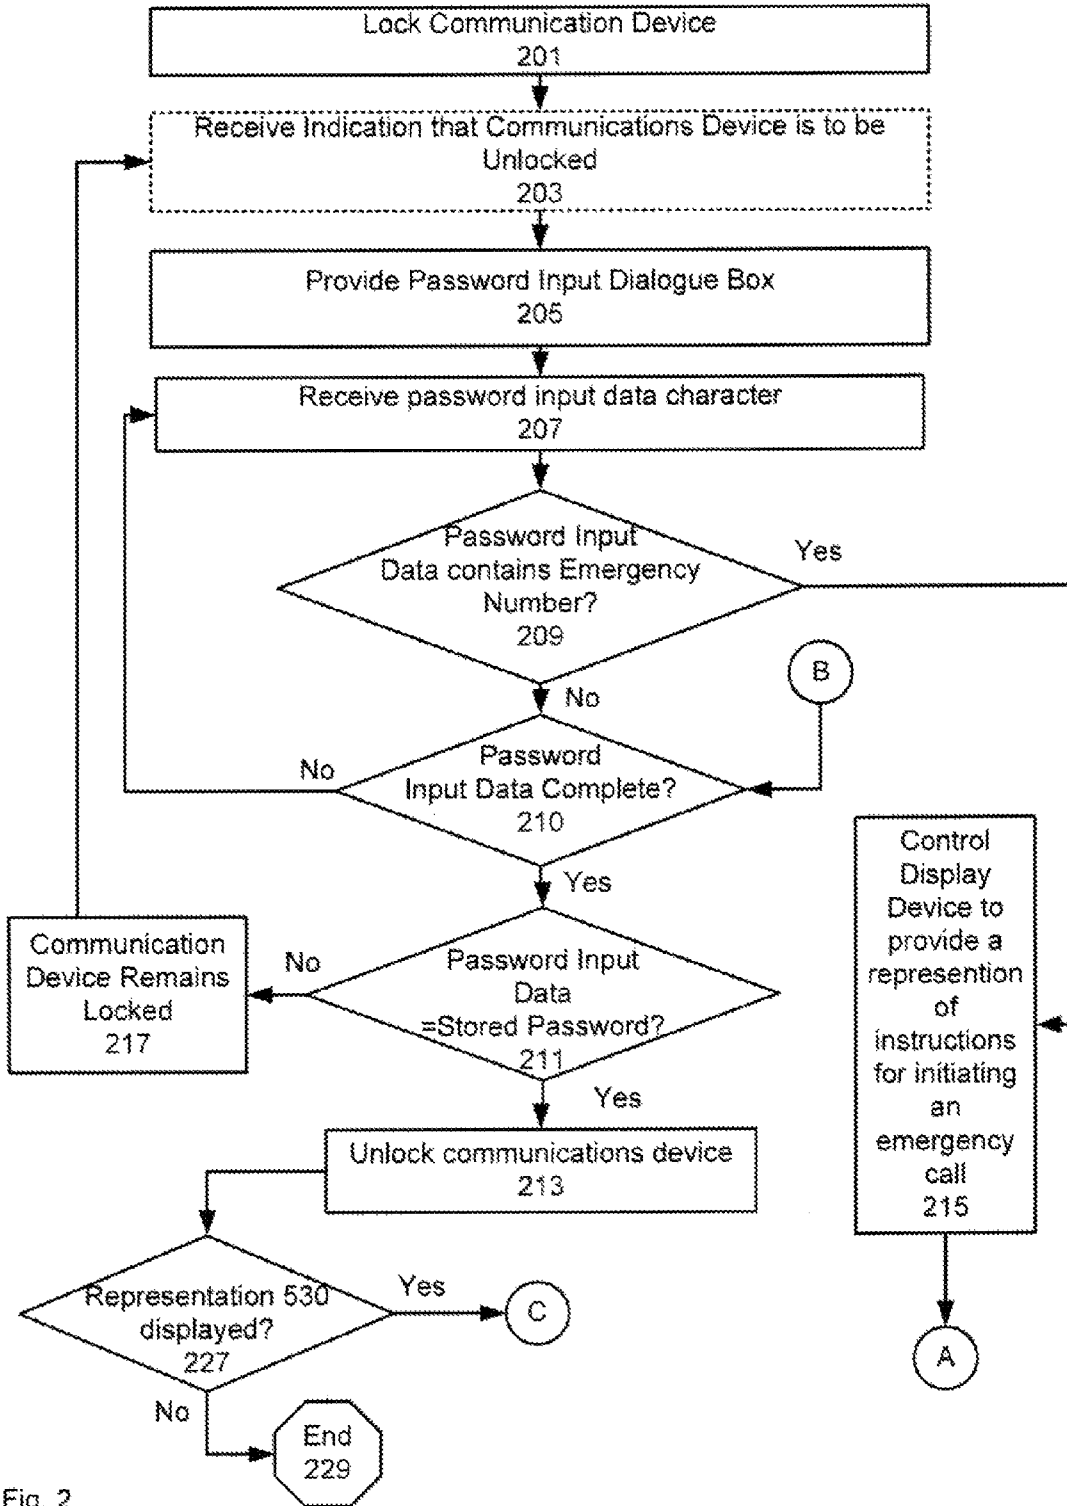 Lock Communication Device
201
Receive Indication that Communications Device is to be
Unlocked
203
Provide Password Input Dialogue Box
205
Receive password input data character
207
Password Input
Data contains Emergency
Number?
209
Yes
No
B
Password
Input Data Complete?
210
No
Yes
Control
Display
Device to
provide a
represention
of
instructions
for initiating
an
emergency
call
215
Communication
Device Remains
Locked
217
No
Password Input
Data
=Stored Password?
211
Yes
Unlock communications device
213
Representation 530
displayed?
227
Yes
C
A
No
End
229
Fig. 2